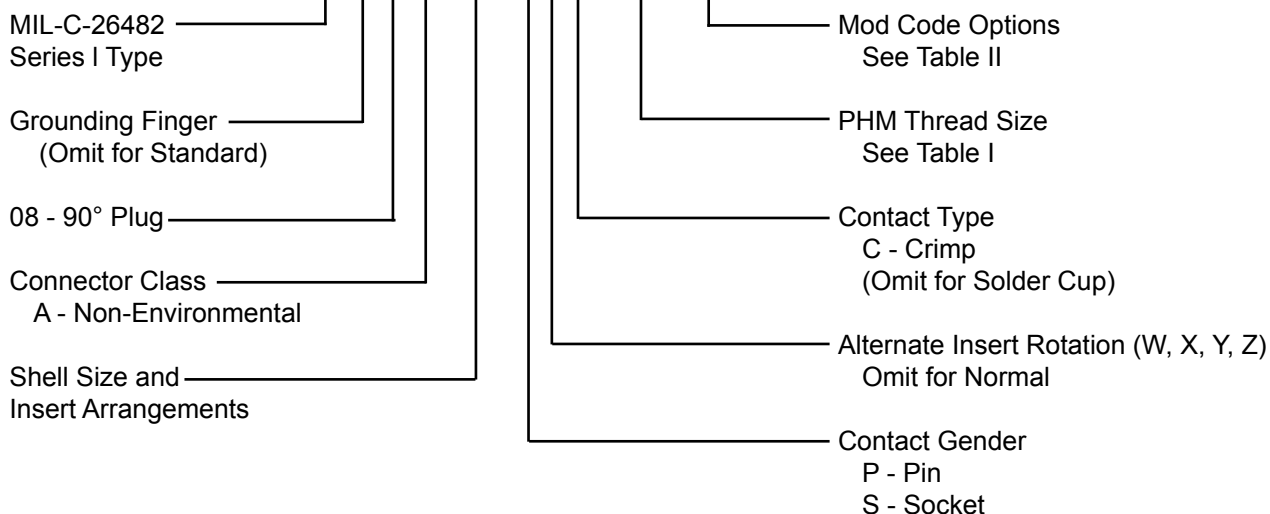 MIL-C-26482
Series I Type
Grounding Finger
(Omit for Standard)
08 - 90° Plug
Connector Class
A - Non-Environmental
Shell Size and
Insert Arrangements
Mod Code Options
See Table II
PHM Thread Size
See Table I
Contact Type
C - Crimp
(Omit for Solder Cup)
Alternate Insert Rotation (W, X, Y, Z)
Omit for Normal
Contact Gender
P - Pin
S - Socket